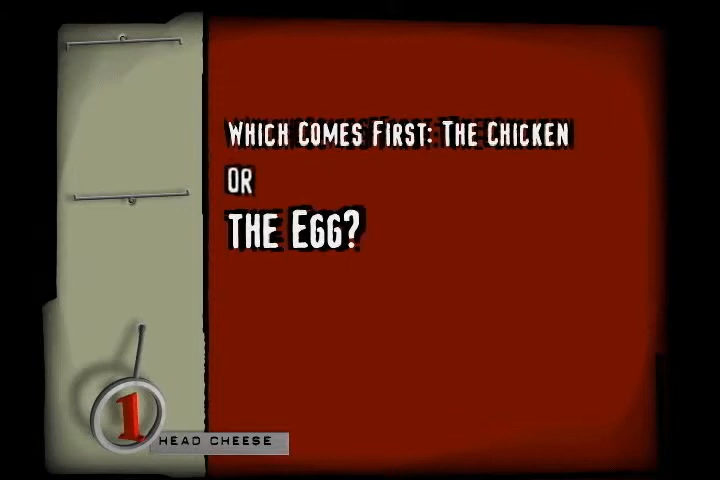 Which Comes First: The Chicken
or
the Egg?
1
HEAD CHEESE